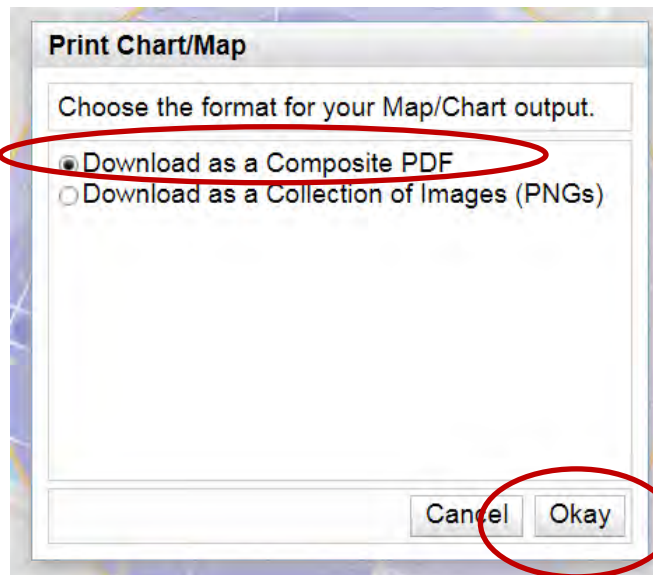 Print Chart/Map
Choose the format for your Map/Chart output.
Download as a Composite PDF
Download as a Collection of Images (PNGs)
Cancel Okay